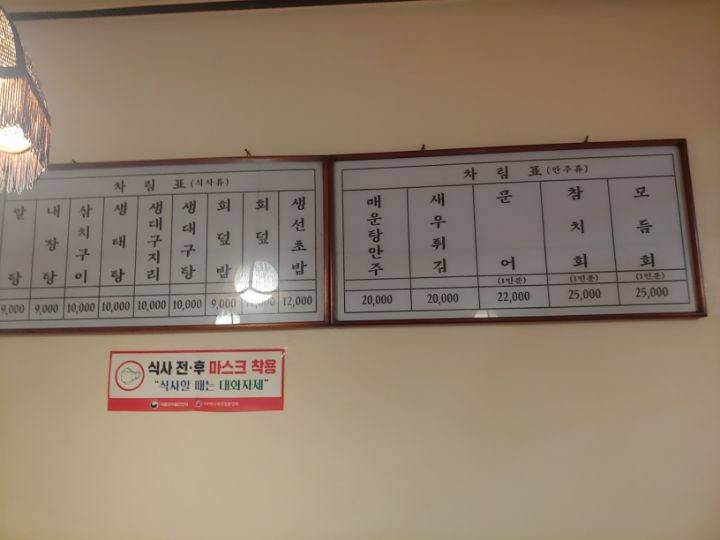 차림표(식사류)
알탕
내장탕
삼치구이
생태탕
생대구지리
생대구탕
회덮밥
회덮
생선초밥
9,000
9,000
10,000
10,000
10,000
10,000
9,000
12,000
차림표(안주류)
매운탕안주
새우튀김
문어
참치회
모듬회
(1인분)
(1인분)
(1인분)
20,000
20,000
22,000
25,000
25,000
식사 전·후 마스크 착용
"식사할 때는 대화자제"